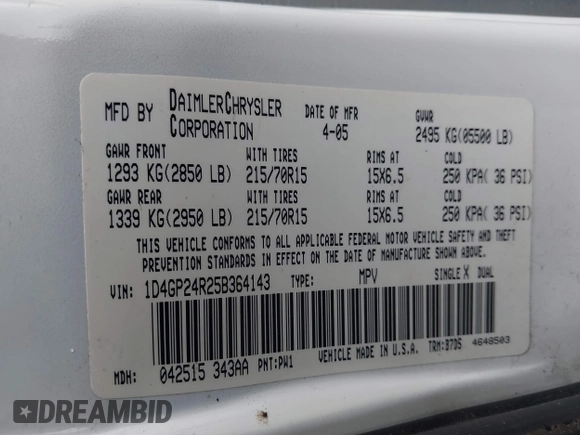 MFD BY DAIMLERCHRYSLER CORPORATION DATE OF MFR 4-05 GVWR 2495 KG(05500 LB)
GAWR FRONT WITH TIRES RIMS AT COLD
1293 KG(2850 LB) 215/70R15 15X6.5 250 KPA( 36 PSI)
GAWR REAR WITH TIRES RIMS AT COLD
1339 KG(2950 LB) 215/70R15 15X6.5 250 KPA( 36 PSI)
THIS VEHICLE CONFORMS TO ALL APPLICABLE FEDERAL MOTOR VEHICLE SAFETY AND THEFT
PREVENTION STANDARDS IN EFFECT ON THE DATE OF MANUFACTURE SHOWN ABOVE.
VIN: 1D4GP24R25B364143 TYPE: MPV SINGLE X DUAL
MDH: 042515 343AA PNT:PW1 VEHICLE MADE IN U.S.A. TRM:B7D5 4648503
DREAMBID